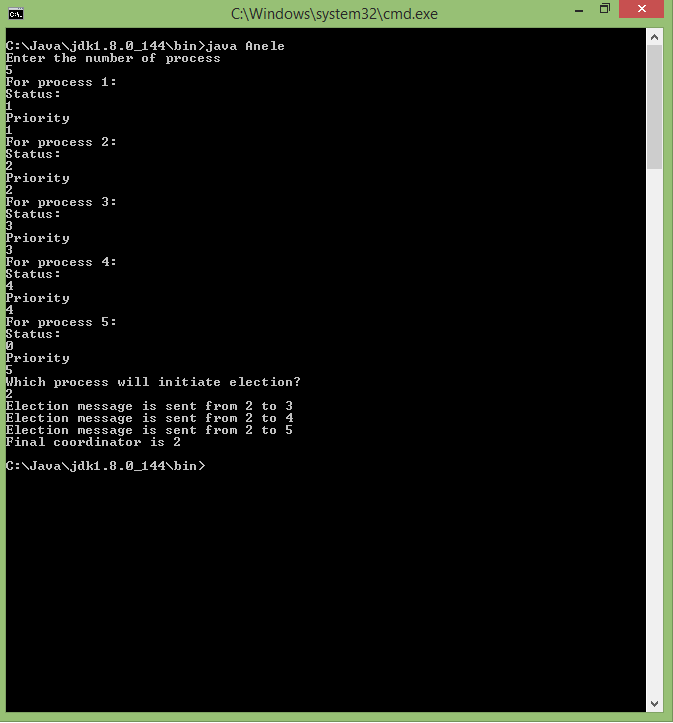 C:\Windows\system32\cmd.exe
C:\Java\jdk1.8.0_144\bin>java Anele
Enter the number of process
5
For process 1:
Status:
1
Priority
1
For process 2:
Status:
2
Priority
2
For process 3:
Status:
3
Priority
3
For process 4:
Status:
4
Priority
4
For process 5:
Status:
0
Priority
5
Which process will initiate election?
2
Election message is sent from 2 to 3
Election message is sent from 2 to 4
Election message is sent from 2 to 5
Final coordinator is 2
C:\Java\jdk1.8.0_144\bin>